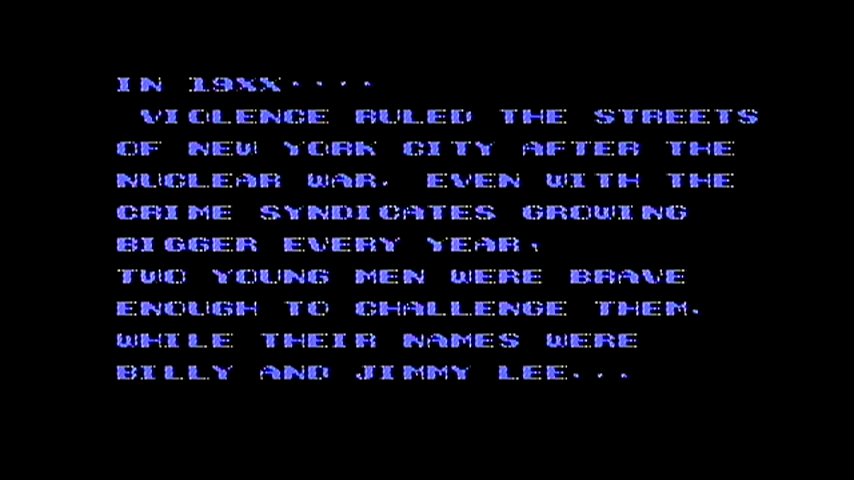 IN 19XX····
VIOLENCE RULED THE STREETS
OF NEW YORK CITY AFTER THE
NUCLEAR WAR. EVEN WITH THE
CRIME SYNDICATES GROWING
BIGGER EVERY YEAR,
TWO YOUNG MEN WERE BRAVE
ENOUGH TO CHALLENGE THEM.
WHILE THEIR NAMES WERE
BILLY AND JIMMY LEE...